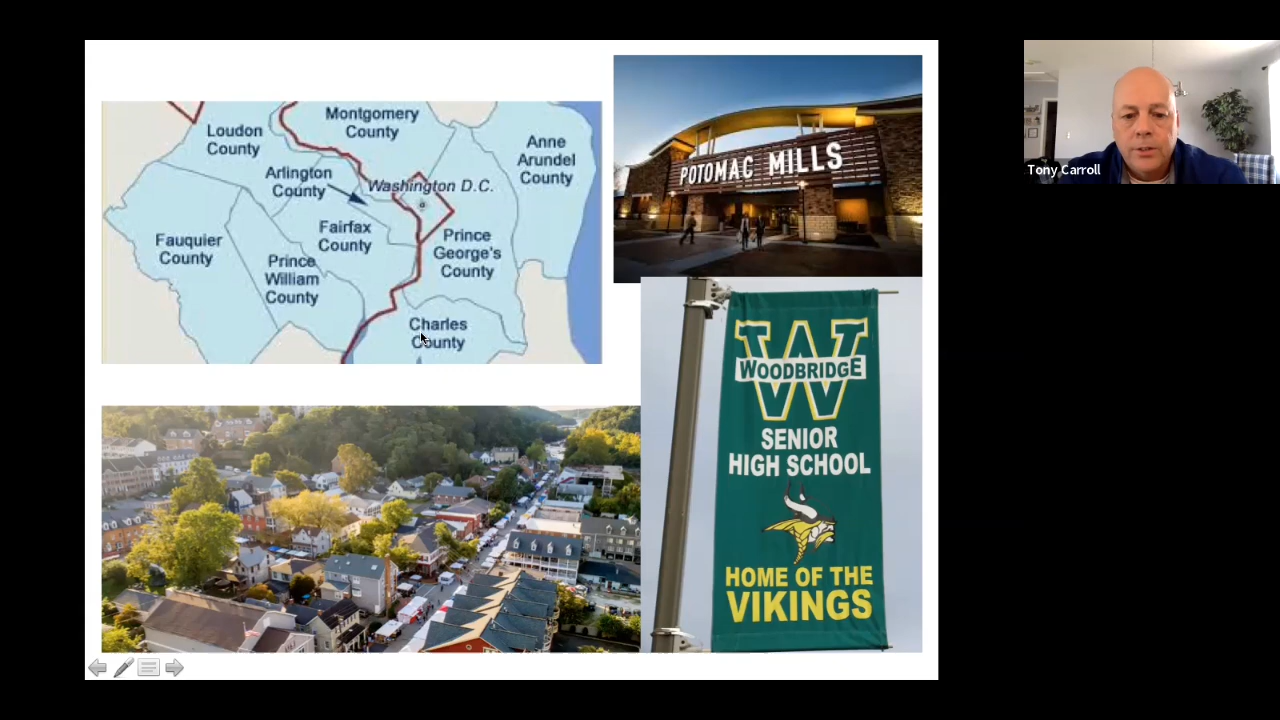 Montgomery
County
Loudon
County
Anne
Arundel
County
Arlington
County
Washington D.C.
Fairfax
County
Fauquier
County
Prince
George's
County
Prince
William
County
Charles
County
POTOMAC MILLS
W
WOODBRIDGE
SENIOR
HIGH SCHOOL
HOME OF THE
VIKINGS
Tony Carroll